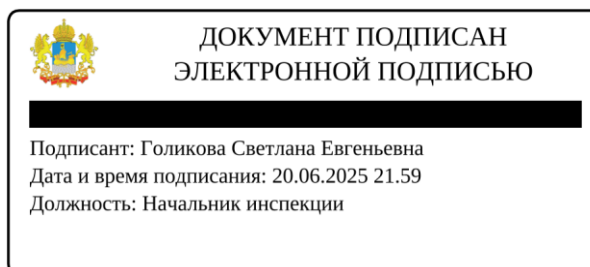 ДОКУМЕНТ ПОДПИСАН
ЭЛЕКТРОННОЙ ПОДПИСЬЮ
Подписант: Голикова Светлана Евгеньевна
Дата и время подписания: 20.06.2025 21.59
Должность: Начальник инспекции